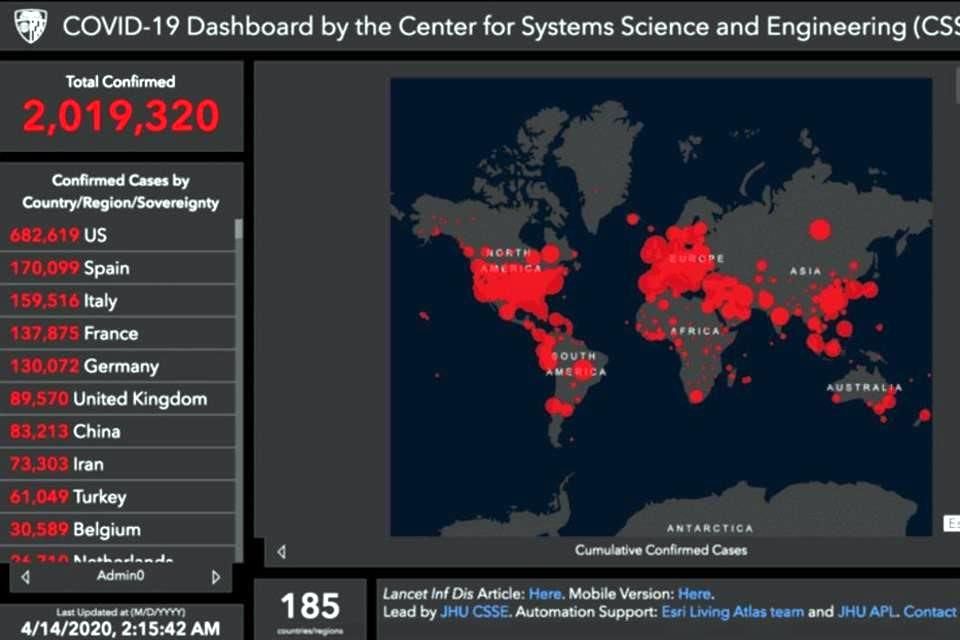 COVID-19 Dashboard by the Center for Systems Science and Engineering (CSS
Total Confirmed
2,019,320
Confirmed Cases by
Country/Region/Sovereignty
682,619 US
170,099 Spain
159,516 Italy
137,875 France
130,072 Germany
89,570 United Kingdom
83,213 China
73,303 Iran
61,049 Turkey
30,589 Belgium
26,710 Netherlands
Admin0
Last Updated at (M/D/YYYY)
4/14/2020, 2:15:42 AM
NORTH
AMERICA
EUROPE
ASIA
AFRICA
SOUTH
AMERICA
AUSTRALIA
ANTARCTICA
Es
Cumulative Confirmed Cases
185
countries/regions
Lancet Inf Dis Article: Here. Mobile Version: Here.
Lead by JHU CSSE. Automation Support: Esri Living Atlas team and JHU APL. Contact